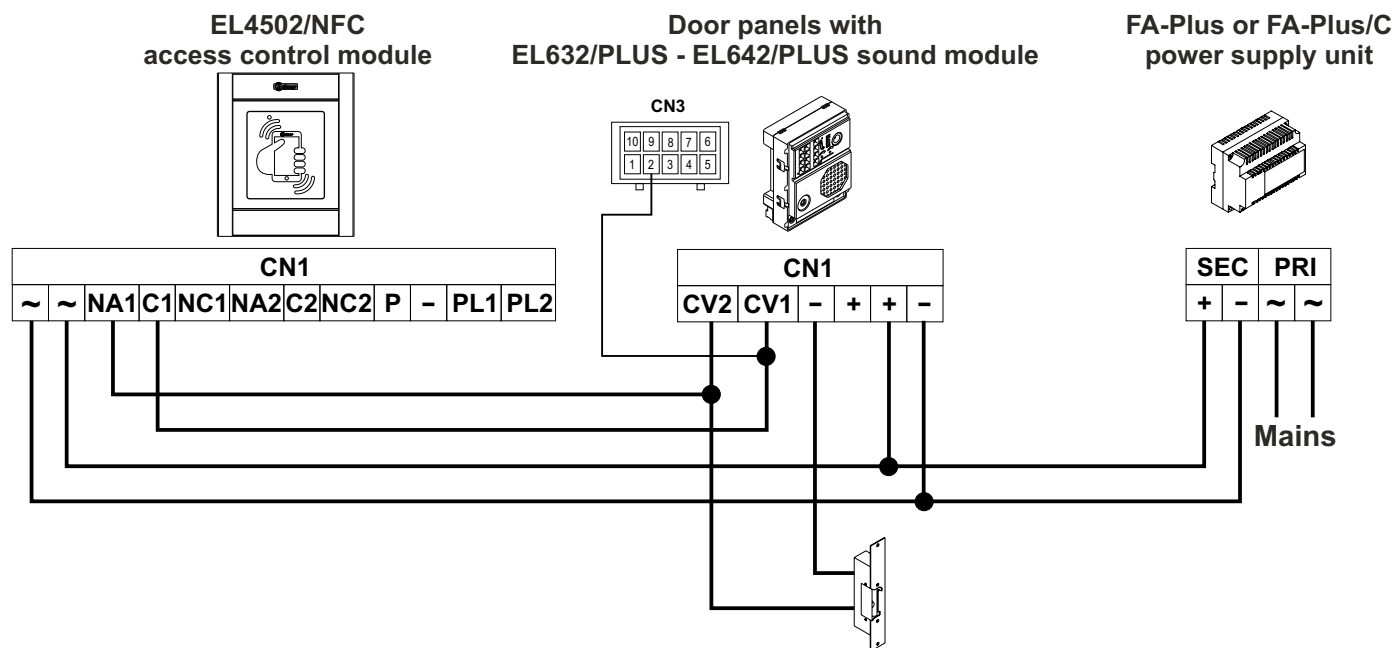 EL4502/NFC
access control module
Door panels with
EL632/PLUS - EL642/PLUS sound module
FA-Plus or FA-Plus/C
power supply unit
CN3
10 9 8 7 6
1 2 3 4 5
CN1
~ ~ NA1 C1 NC1 NA2 C2 NC2 P – PL1 PL2
CN1
CV2 CV1 – + + –
SEC PRI
+ – ~ ~
Mains